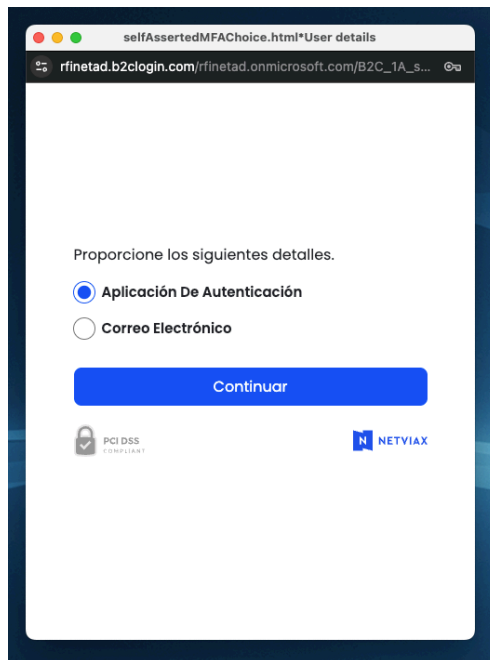 selfAssertedMFAChoice.html*User details
rfinetad.b2clogin.com/rfinetad.onmicrosoft.com/B2C_1A_s...
Proporcione los siguientes detalles.
Aplicación De Autenticación
Correo Electrónico
Continuar
PCI DSS
COMPLIANT
NETVIAX